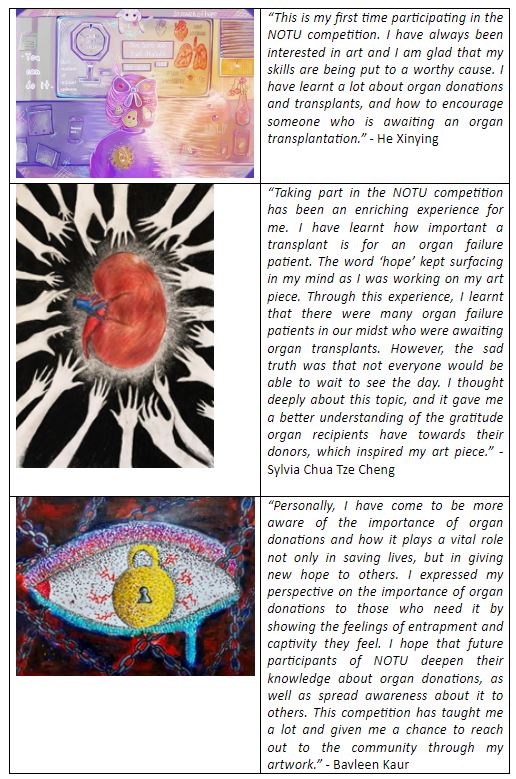 You
can
do it.
"This is my first time participating in the
NOTU competition. I have always been
interested in art and I am glad that my
skills are being put to a worthy cause. I
have learnt a lot about organ donations
and transplants, and how to encourage
someone who is awaiting an organ
transplantation." - He Xinying
"Taking part in the NOTU competition
has been an enriching experience for
me. I have learnt how important a
transplant is for an organ failure
patient. The word 'hope' kept surfacing
in my mind as I was working on my art
piece. Through this experience, I learnt
that there were many organ failure
patients in our midst who were awaiting
organ transplants. However, the sad
truth was that not everyone would be
able to wait to see the day. I thought
deeply about this topic, and it gave me
a better understanding of the gratitude
organ recipients have towards their
donors, which inspired my art piece." -
Sylvia Chua Tze Cheng
"Personally, I have come to be more
aware of the importance of organ
donations and how it plays a vital role
not only in saving lives, but in giving
new hope to others. I expressed my
perspective on the importance of organ
donations to those who need it by
showing the feelings of entrapment and
captivity they feel. I hope that future
participants of NOTU deepen their
knowledge about organ donations, as
well as spread awareness about it to
others. This competition has taught me
a lot and given me a chance to reach
out to the community through my
artwork." - Bavleen Kaur